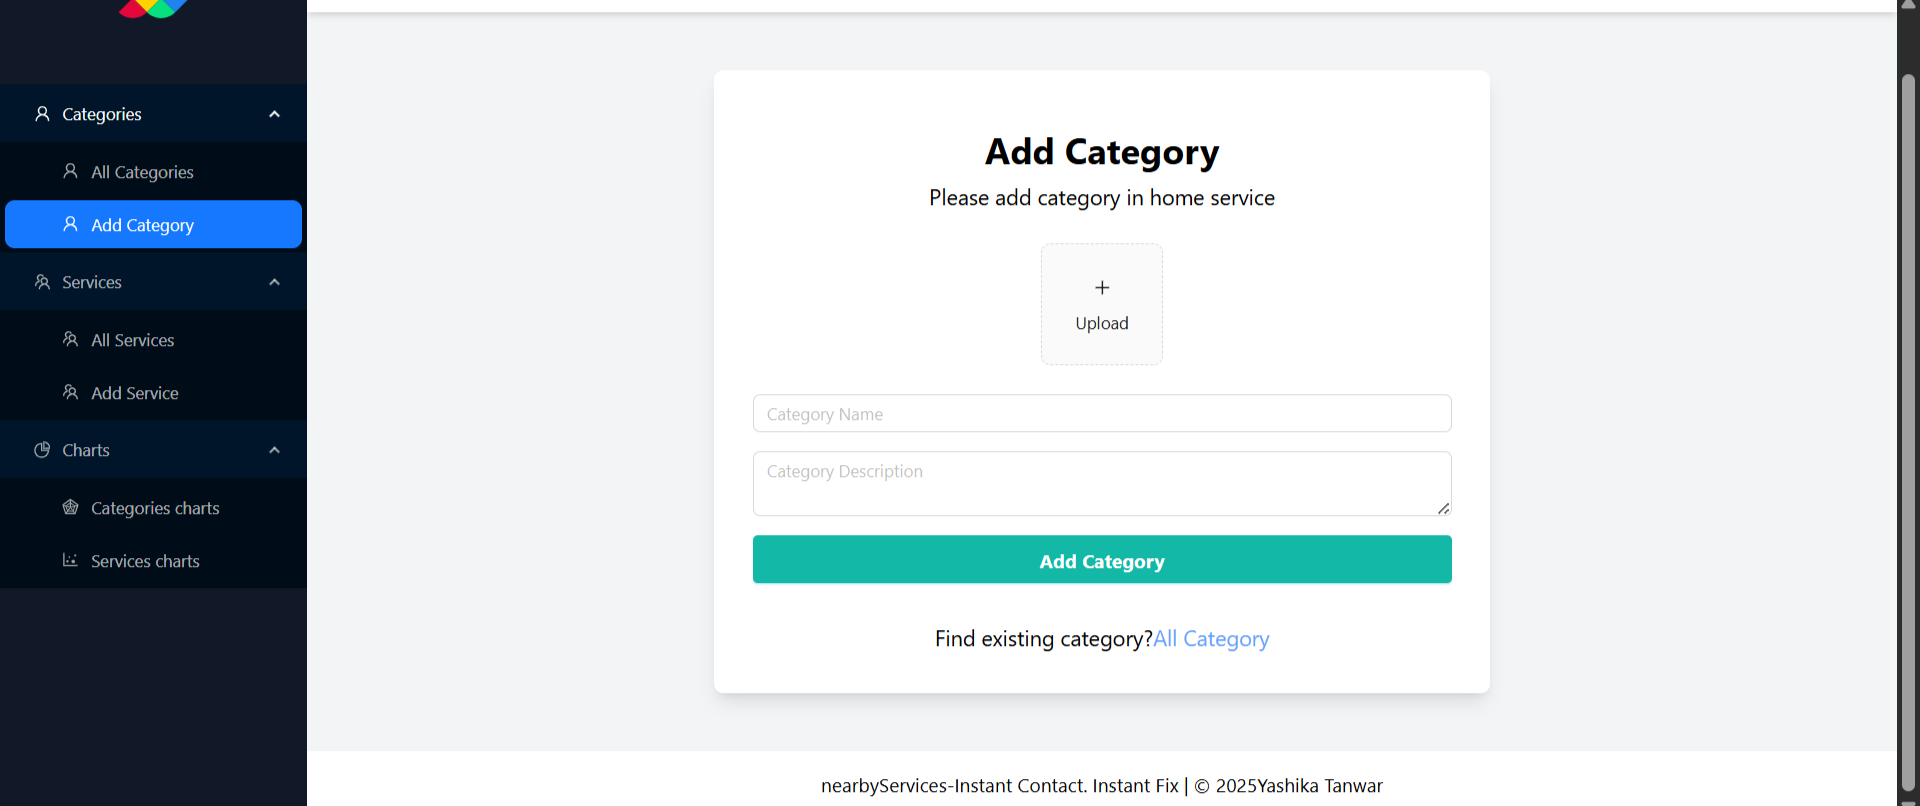 Categories
All Categories
Add Category
Services
All Services
Add Service
Charts
Categories charts
Services charts
Add Category
Please add category in home service
Upload
Category Name
Category Description
Add Category
Find existing category?All Category
nearbyServices-Instant Contact. Instant Fix | © 2025Yashika Tanwar